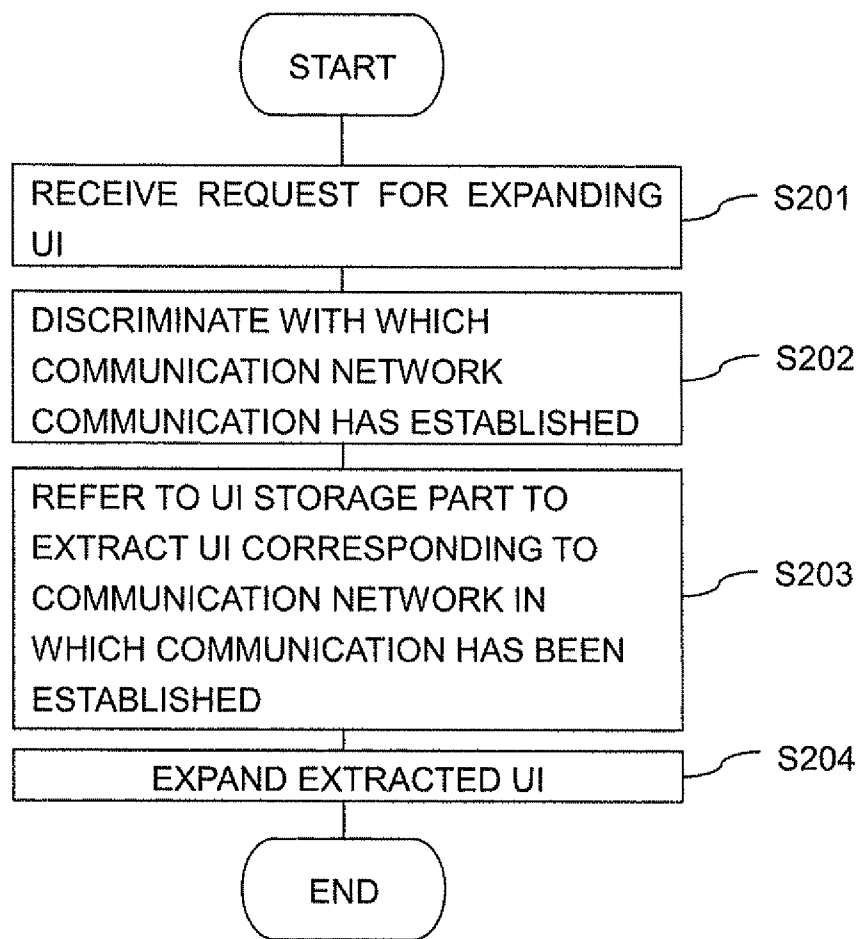 START
RECEIVE REQUEST FOR EXPANDING
UI
S201
DISCRIMINATE WITH WHICH
COMMUNICATION NETWORK
COMMUNICATION HAS ESTABLISHED
S202
REFER TO UI STORAGE PART TO
EXTRACT UI CORRESPONDING TO
COMMUNICATION NETWORK IN
WHICH COMMUNICATION HAS BEEN
ESTABLISHED
S203
EXPAND EXTRACTED UI
S204
END